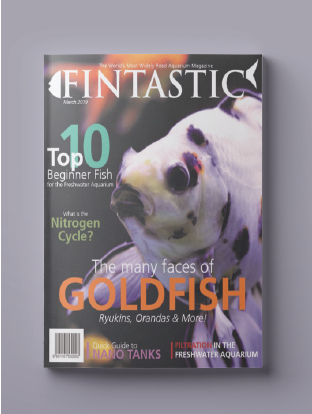 The World's Most Widely Read Aquarium Magazine
FINTASTIC
March 2019
Top 10
Beginner Fish
for the Freshwater Aquarium
What is the
Nitrogen
Cycle?
The many faces of
GOLDFISH
Ryukins, Orandas & More!
Quick Guide to
NANO TANKS
FILTRATION IN THE
FRESHWATER AQUARIUM